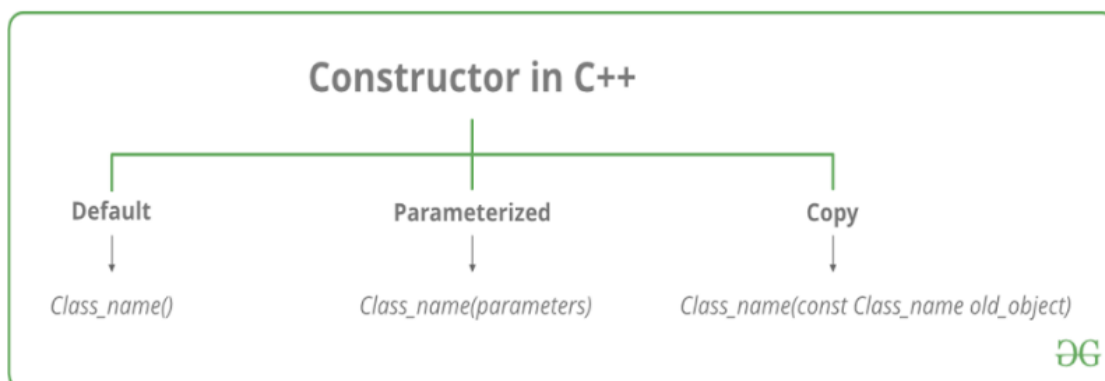 Constructor in C++
Default
Parameterized
Copy
Class_name()
Class_name(parameters)
Class_name(const Class_name old_object)